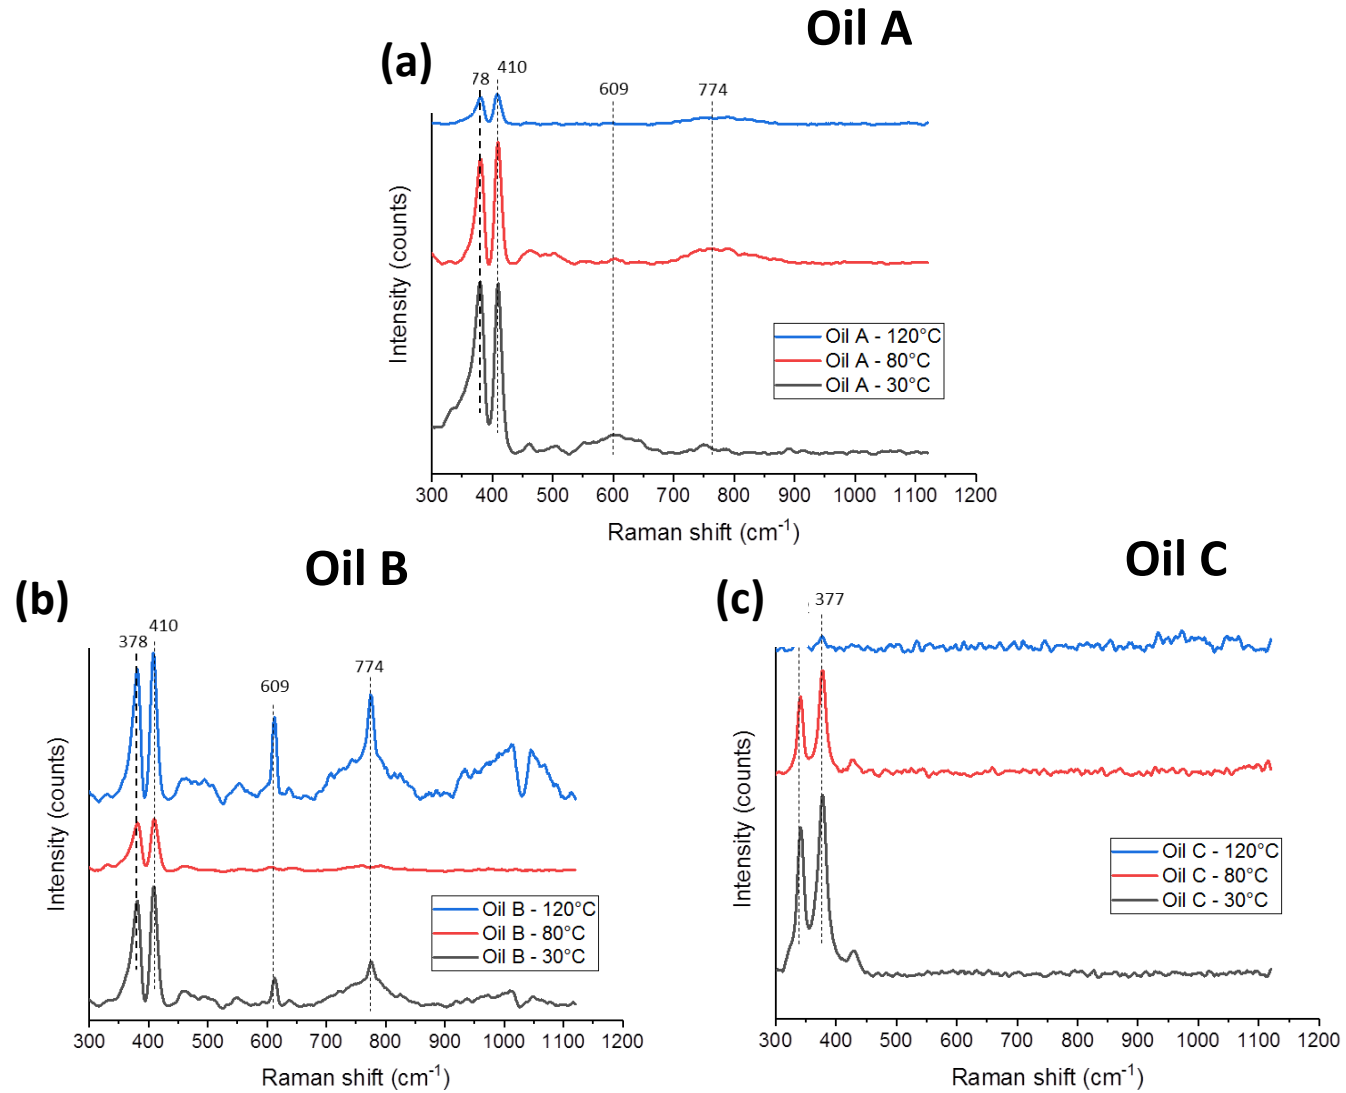 Oil A
(a)
78
410
609
774
Intensity (counts)
Oil A - 120°C
Oil A - 80°C
Oil A - 30°C
300 400 500 600 700 800 900 1000 1100 1200
Raman shift (cm⁻¹)
Oil B
(b)
378
410
609
774
Intensity (counts)
Oil B - 120°C
Oil B - 80°C
Oil B - 30°C
300 400 500 600 700 800 900 1000 1100 1200
Raman shift (cm⁻¹)
Oil C
(c)
377
Intensity (counts)
Oil C - 120°C
Oil C - 80°C
Oil C - 30°C
300 400 500 600 700 800 900 1000 1100 1200
Raman shift (cm⁻¹)